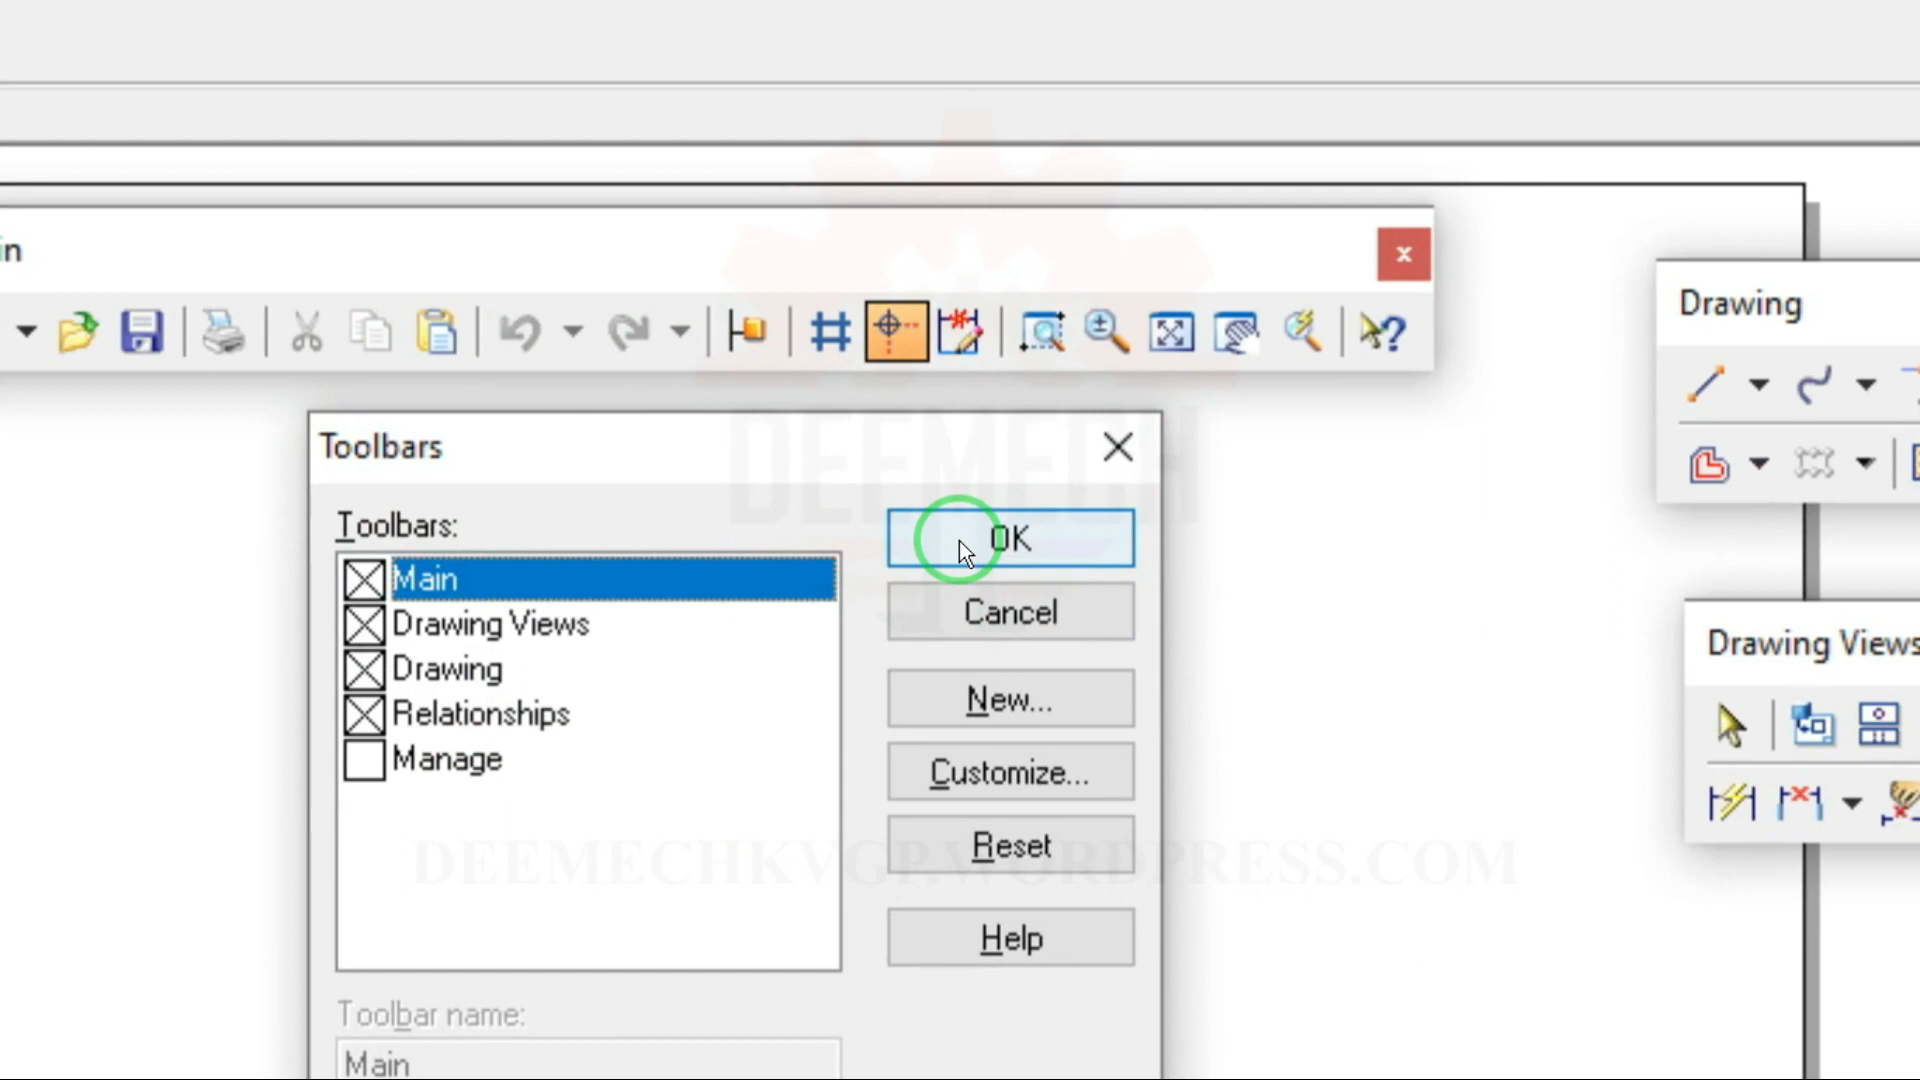 in
x
Drawing
?
Toolbars
DEEMECH
Toolbars:
OK
Main
Cancel
Drawing Views
Drawing Views
Drawing
New...
Relationships
Manage
Customize...
Reset
DEEMECHKVGP.WORDPRESS.COM
Help
Toolbar name:
Main